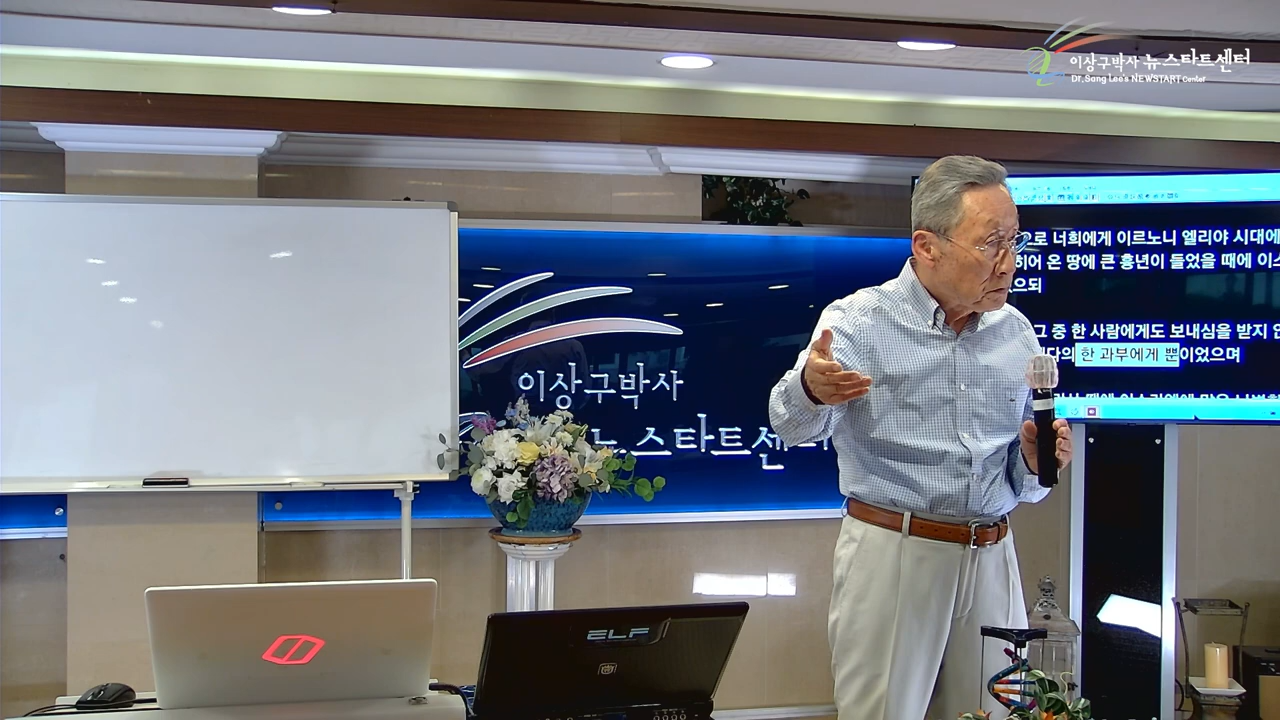 이상구박사 뉴스타트센터
Dr. Sang Lee's NEWSTART Center
로 너희에게 이르노니 엘리야 시대에
히어 온 땅에 큰 흉년이 들었을 때에 이스
으되
그 중 한 사람에게도 보내심을 받지 않
한 과부에게 뿐이었으며
이상구박사
뉴스타트센터
ELF